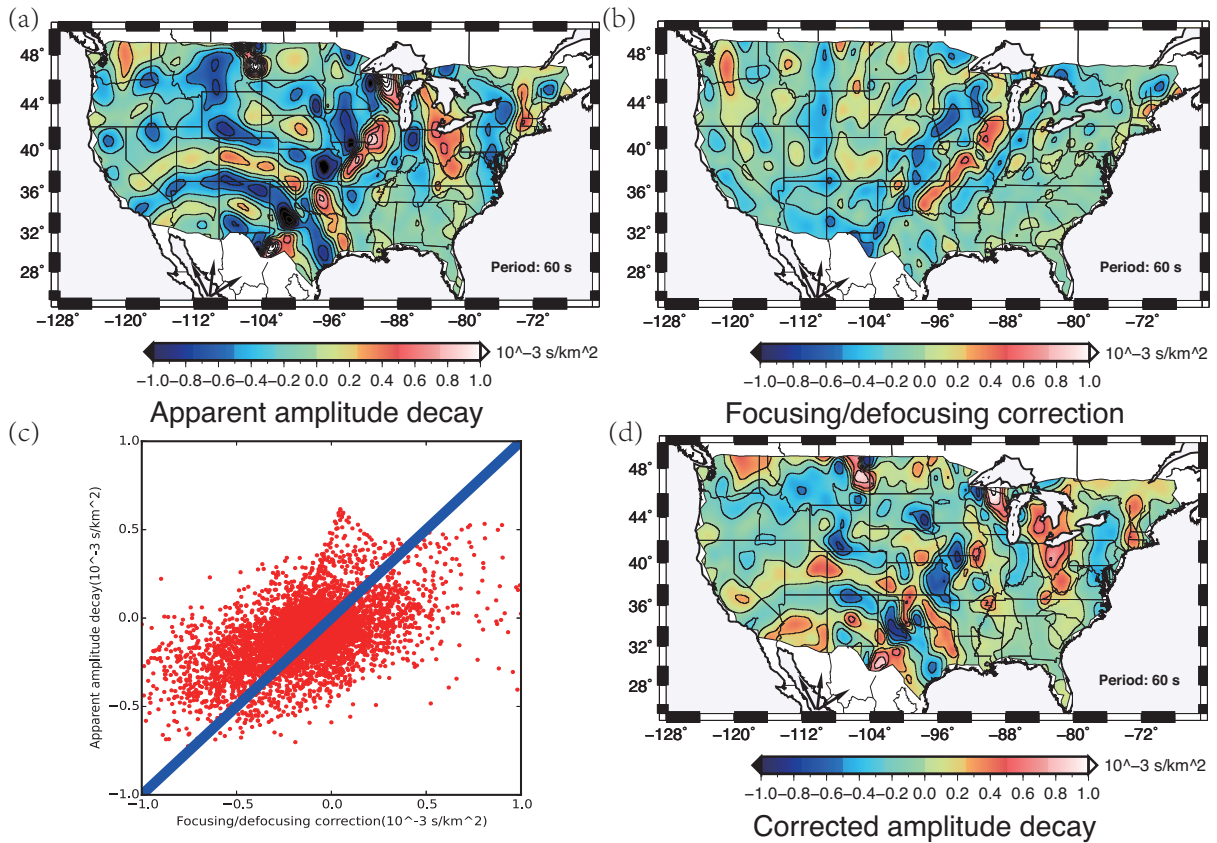 (a)
48°
44°
40°
36°
32°
28°
Period: 60 s
−128 −120 −112 −104 −96 −88 −80 −72
10^−3 s/km^2
−1.0−0.8−0.6−0.4−0.2 0.0 0.2 0.4 0.6 0.8 1.0
Apparent amplitude decay
(b)
48°
44°
40°
36°
32°
28°
Period: 60 s
−128 −120 −112 −104 −96 −88 −80 −72
10^−3 s/km^2
−1.0−0.8−0.6−0.4−0.2 0.0 0.2 0.4 0.6 0.8 1.0
Focusing/defocusing correction
(c)
Apparent amplitude decay(10^-3 s/km^2)
1.0
0.5
0.0
−0.5
−1.0
−1.0 −0.5 0.0 0.5 1.0
Focusing/defocusing correction(10^-3 s/km^2)
(d)
48°
44°
40°
36°
32°
28°
Period: 60 s
−128 −120 −112 −104 −96 −88 −80 −72
10^−3 s/km^2
−1.0−0.8−0.6−0.4−0.2 0.0 0.2 0.4 0.6 0.8 1.0
Corrected amplitude decay